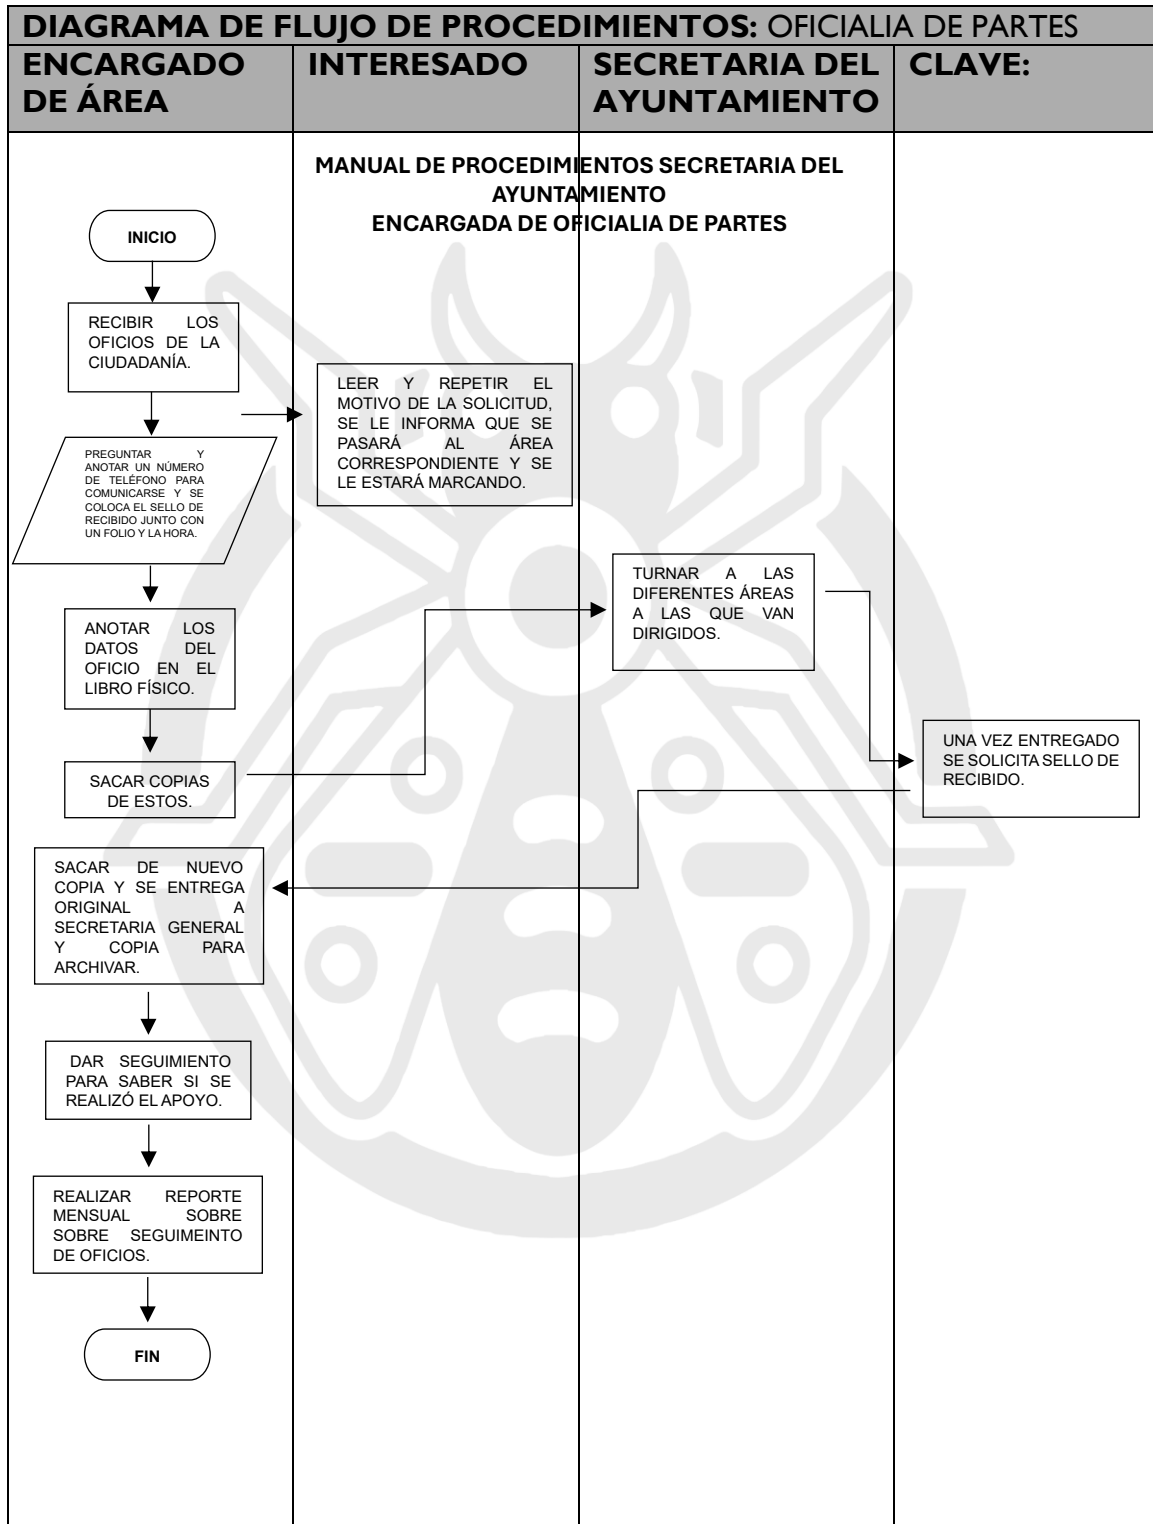 DIAGRAMA DE FLUJO DE PROCEDIMIENTOS: OFICIALIA DE PARTES
ENCARGADO
DE ÁREA
INTERESADO
SECRETARIA DEL
AYUNTAMIENTO
CLAVE:
MANUAL DE PROCEDIMIENTOS SECRETARIA DEL
AYUNTAMIENTO
ENCARGADA DE OFICIALIA DE PARTES
INICIO
RECIBIR LOS
OFICIOS DE LA
CIUDADANÍA.
LEER Y REPETIR EL
MOTIVO DE LA SOLICITUD,
SE LE INFORMA QUE SE
PASARÁ AL ÁREA
CORRESPONDIENTE Y SE
LE ESTARÁ MARCANDO.
PREGUNTAR Y
ANOTAR UN NÚMERO
DE TELÉFONO PARA
COMUNICARSE Y SE
COLOCA EL SELLO DE
RECIBIDO JUNTO CON
UN FOLIO Y LA HORA.
ANOTAR LOS
DATOS DEL
OFICIO EN EL
LIBRO FÍSICO.
SACAR COPIAS
DE ESTOS.
TURNAR A LAS
DIFERENTES ÁREAS
A LAS QUE VAN
DIRIGIDOS.
UNA VEZ ENTREGADO
SE SOLICITA SELLO DE
RECIBIDO.
SACAR DE NUEVO
COPIA Y SE ENTREGA
ORIGINAL A
SECRETARIA GENERAL
Y COPIA PARA
ARCHIVAR.
DAR SEGUIMIENTO
PARA SABER SI SE
REALIZÓ EL APOYO.
REALIZAR REPORTE
MENSUAL SOBRE
SOBRE SEGUIMEINTO
DE OFICIOS.
FIN